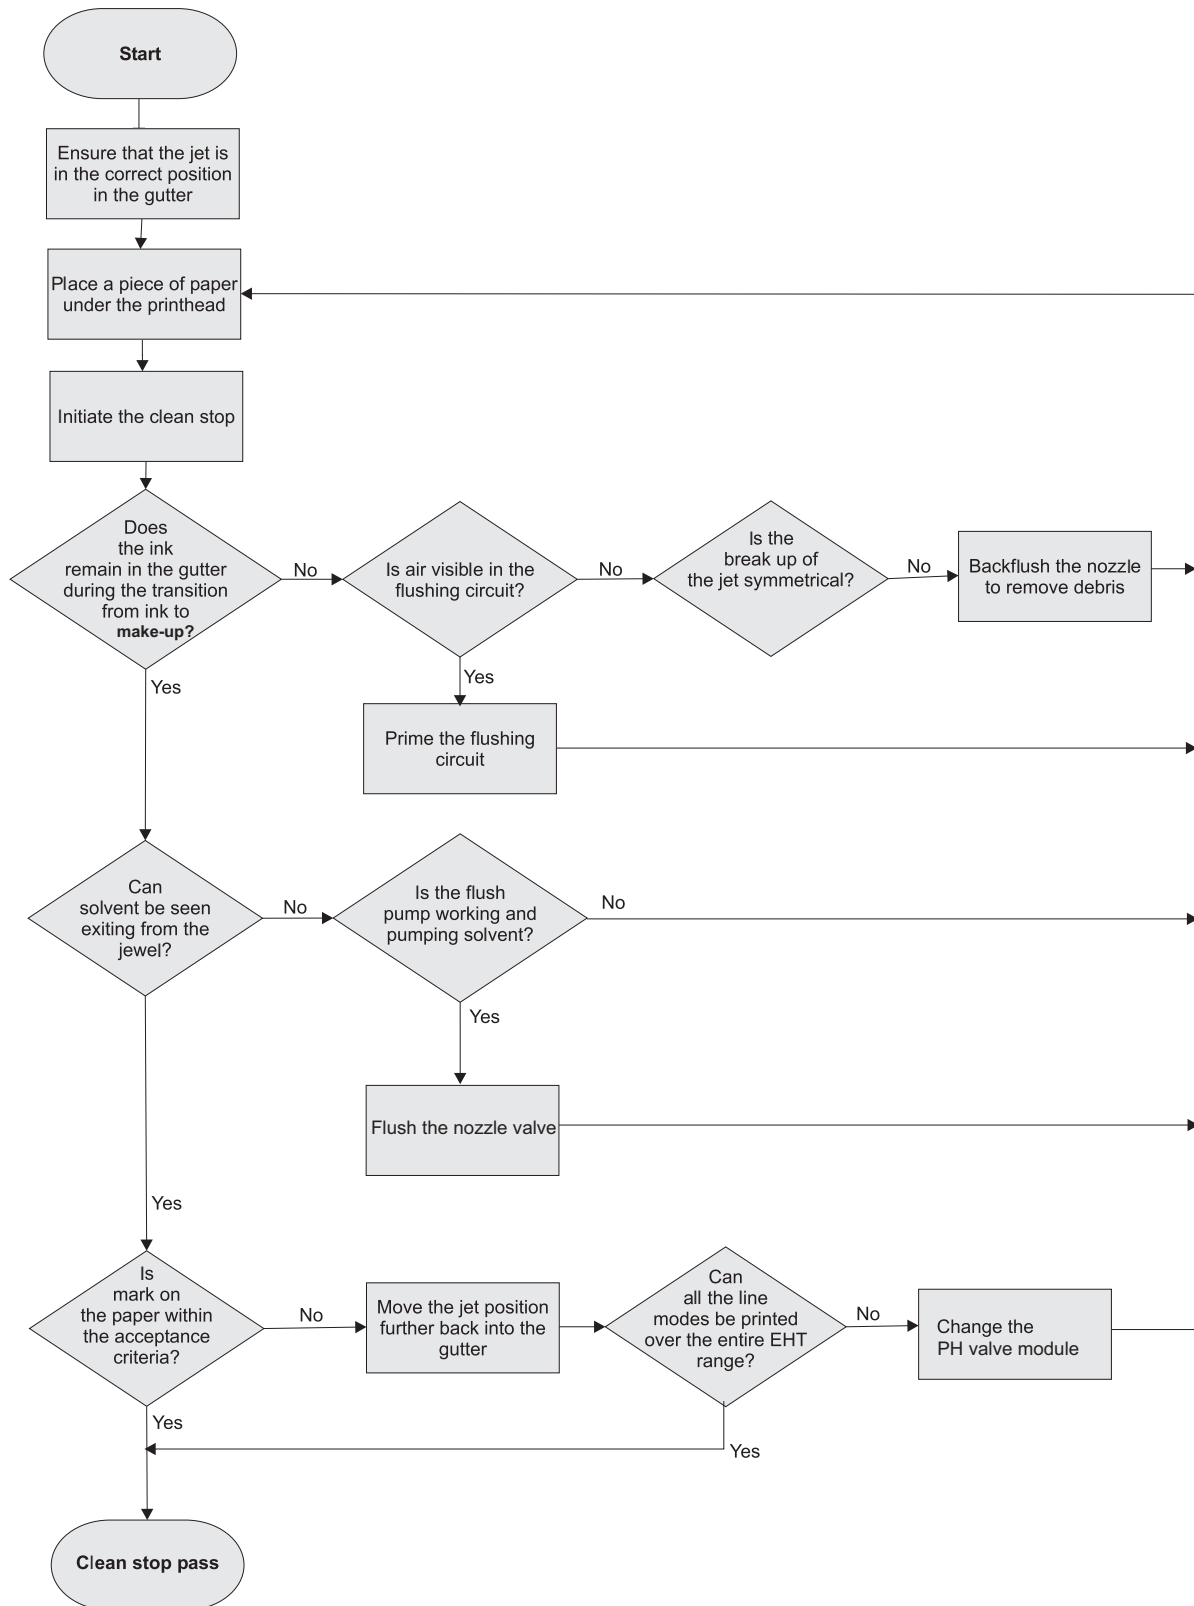 Start
Ensure that the jet is
in the correct position
in the gutter
Place a piece of paper
under the printhead
Initiate the clean stop
Does
the ink
remain in the gutter
during the transition
from ink to
make-up?
No
Is air visible in the
flushing circuit?
No
Is the
break up of
the jet symmetrical?
No
Backflush the nozzle
to remove debris
Yes
Yes
Prime the flushing
circuit
Can
solvent be seen
exiting from the
jewel?
No
Is the flush
pump working and
pumping solvent?
No
Yes
Flush the nozzle valve
Yes
Is
mark on
the paper within
the acceptance
criteria?
No
Move the jet position
further back into the
gutter
Can
all the line
modes be printed
over the entire EHT
range?
No
Change the
PH valve module
Yes
Yes
Clean stop pass